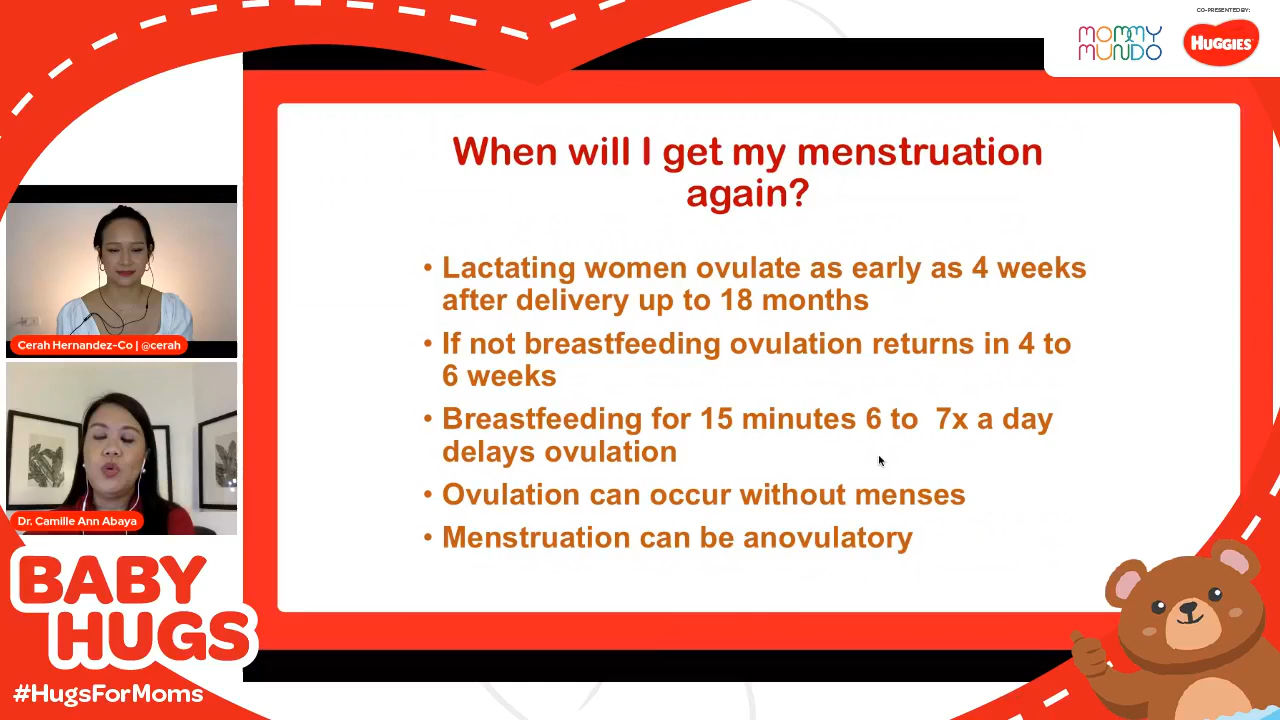 CO-PRESENTED BY:
MOMMY
MUNDO
HUGGIES
When will I get my menstruation
again?
• Lactating women ovulate as early as 4 weeks
after delivery up to 18 months
• If not breastfeeding ovulation returns in 4 to
6 weeks
• Breastfeeding for 15 minutes 6 to 7x a day
delays ovulation
• Ovulation can occur without menses
• Menstruation can be anovulatory
Cerah Hernandez-Co | @cerah
Dr. Camille Ann Abaya
BABY
HUGS
#HugsForMoms